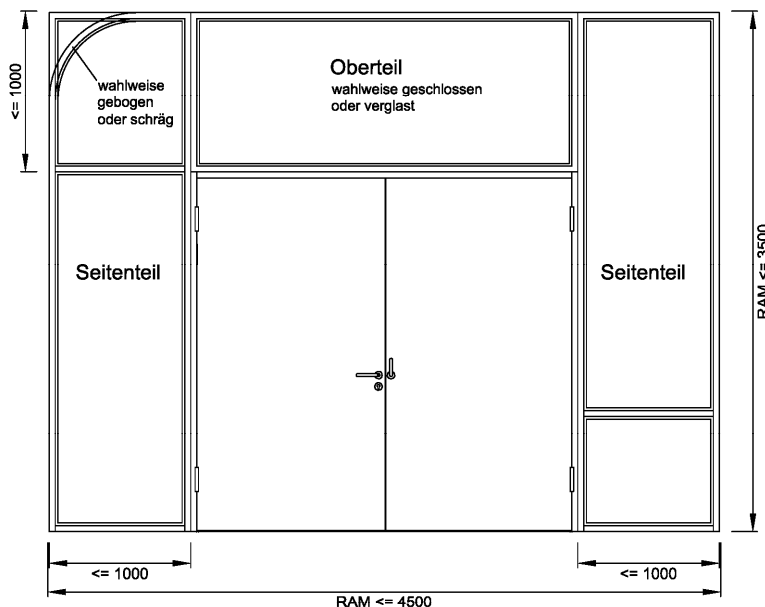 <= 1000
wahlweise
gebogen
oder schräg
Oberteil
wahlweise geschlossen
oder verglast
Seitenteil
Seitenteil
RAM <= 3500
<= 1000
<= 1000
RAM <= 4500